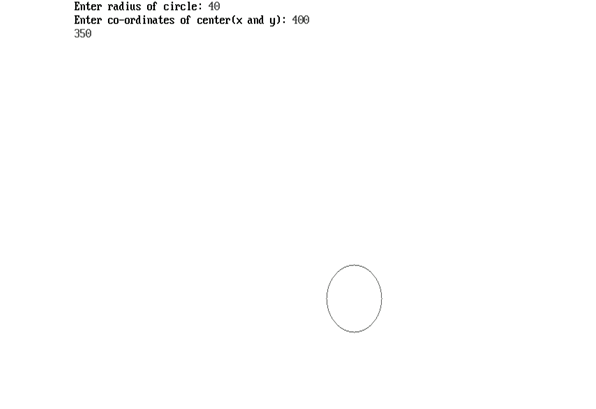 Enter radius of circle: 40
Enter co-ordinates of center(x and y): 400
350